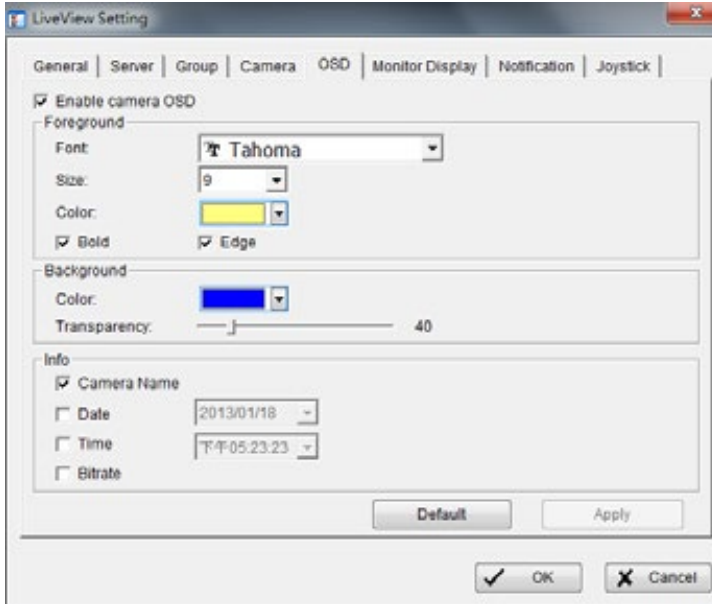 LiveView Setting
General Server Group Camera OSD Monitor Display Notification Joystick
Enable camera OSD
Foreground
Font: Tahoma
Size: 9
Color:
Bold Edge
Background
Color:
Transparency: 40
Info
Camera Name
Date 2013/01/18
Time 下午05:23:23
Bitrate
Default Apply
OK Cancel